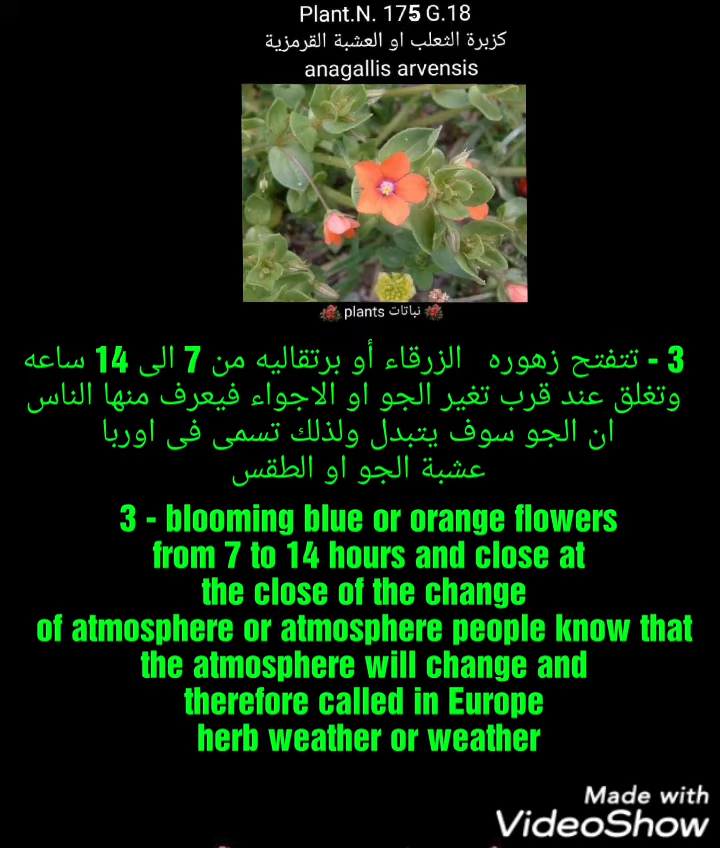 Plant.N. 175 G.18
كزبرة الثعلب او العشبة القرمزية
anagallis arvensis
نباتات plants
3 - تتفتح زهوره الزرقاء أو برتقاليه من 7 الى 14 ساعه
وتغلق عند قرب تغير الجو او الاجواء فيعرف منها الناس
ان الجو سوف يتبدل ولذلك تسمى فى اوربا
عشبة الجو او الطقس
3 - blooming blue or orange flowers
from 7 to 14 hours and close at
the close of the change
of atmosphere or atmosphere people know that
the atmosphere will change and
therefore called in Europe
herb weather or weather
Made with
VideoShow